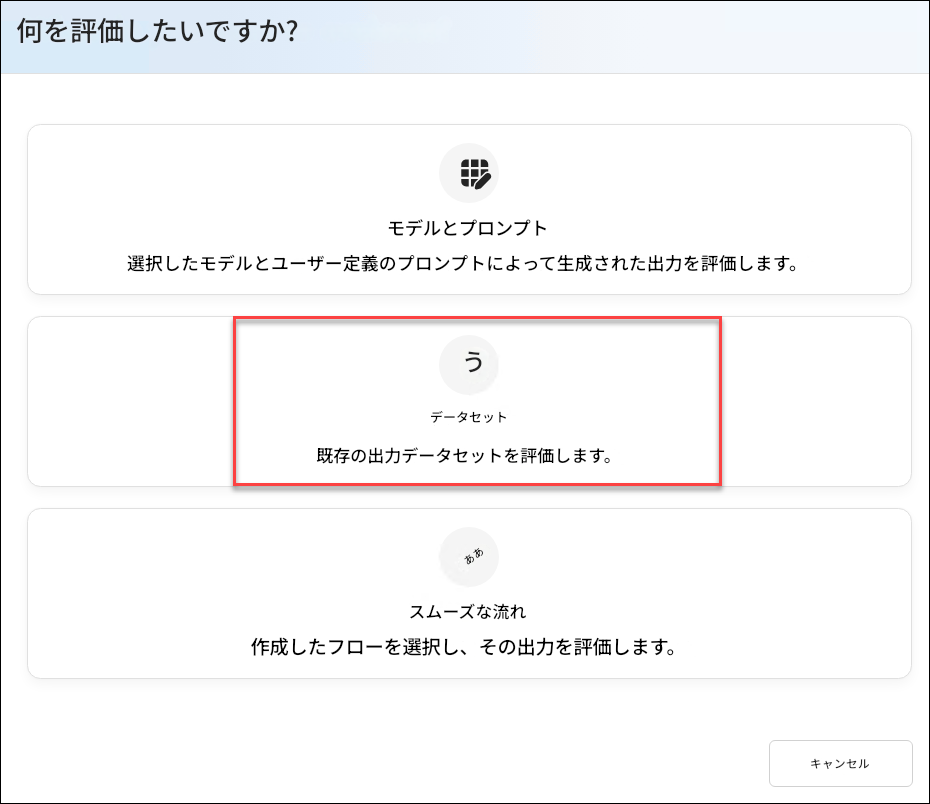 何を評価したいですか?
モデルとプロンプト
選択したモデルとユーザー定義のプロンプトによって生成された出力を評価します。
う
データセット
既存の出力データセットを評価します。
ぁあ
スムーズな流れ
作成したフローを選択し、その出力を評価します。
キャンセル